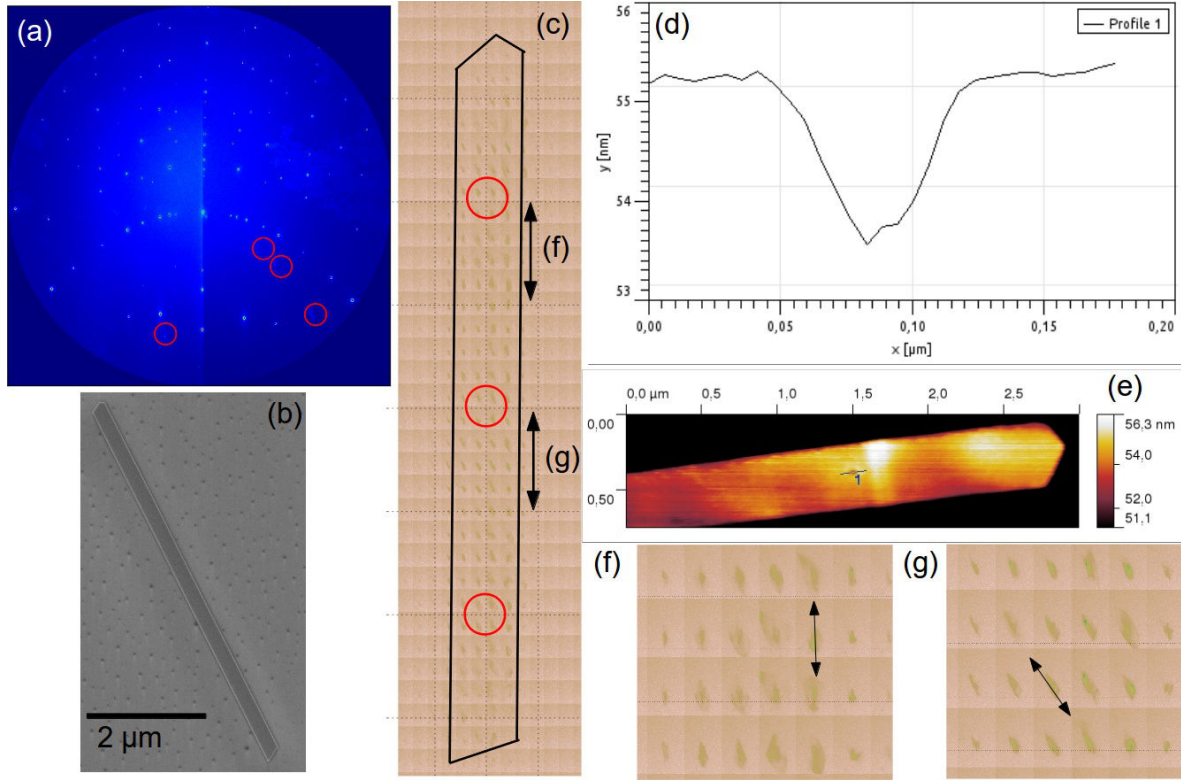 (a)
(b)
2 µm
(c)
(f)
(g)
(d)
Profile 1
56
55
54
53
y [nm]
0,00
0,05
0,10
0,15
0,20
x [µm]
(e)
0,0 µm
0,5
1,0
1,5
2,0
2,5
0,00
0,50
1
56,3 nm
54,0
52,0
51,1
(f)
(g)